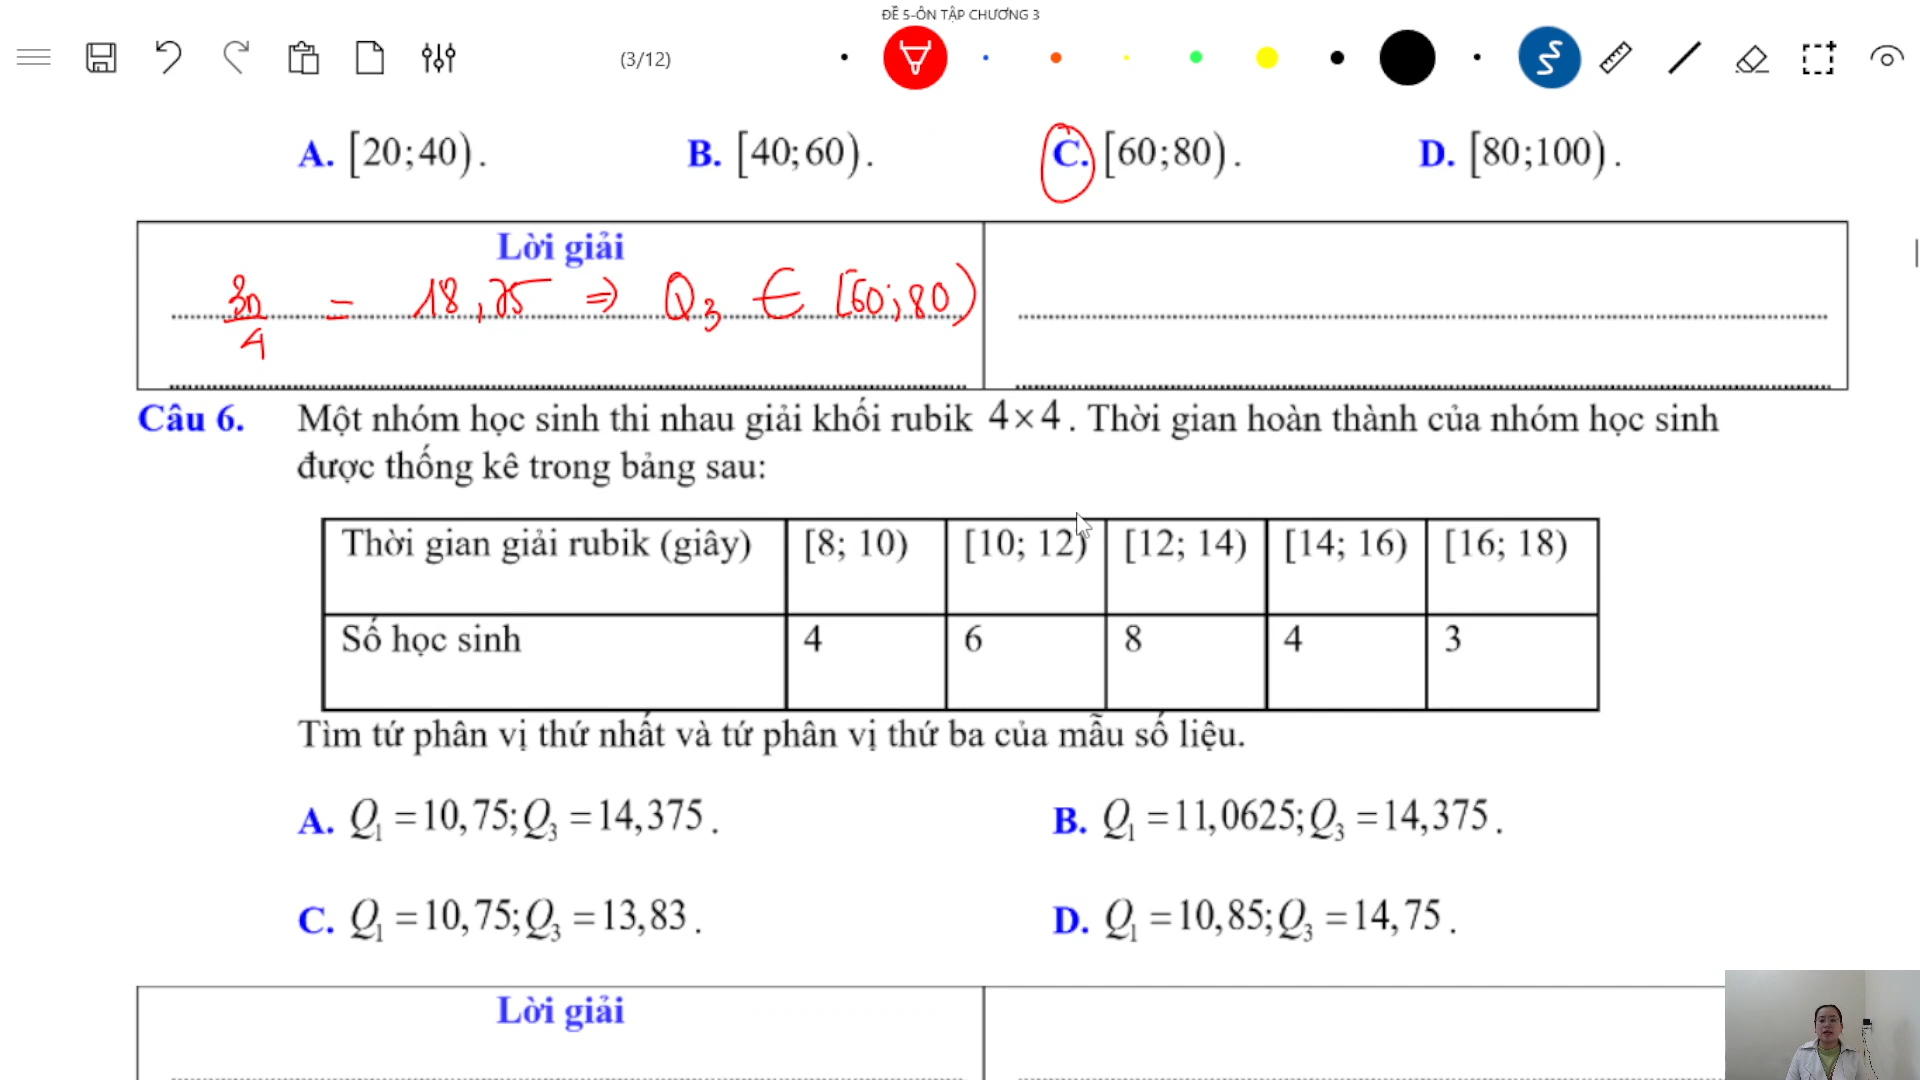 ĐỀ 5-ÔN TẬP CHƯƠNG 3
(3/12)
A. [20;40). B. [40;60). C. [60;80). D. [80;100).
Lời giải
3n/4 = 18,75 ⇒ Q₃ ∈ [60;80)
Câu 6. Một nhóm học sinh thi nhau giải khối rubik 4×4. Thời gian hoàn thành của nhóm học sinh
được thống kê trong bảng sau:
Thời gian giải rubik (giây) [8; 10) [10; 12) [12; 14) [14; 16) [16; 18)
Số học sinh 4 6 8 4 3
Tìm tứ phân vị thứ nhất và tứ phân vị thứ ba của mẫu số liệu.
A. Q₁ = 10,75; Q₃ = 14,375. B. Q₁ = 11,0625; Q₃ = 14,375.
C. Q₁ = 10,75; Q₃ = 13,83. D. Q₁ = 10,85; Q₃ = 14,75.
Lời giải